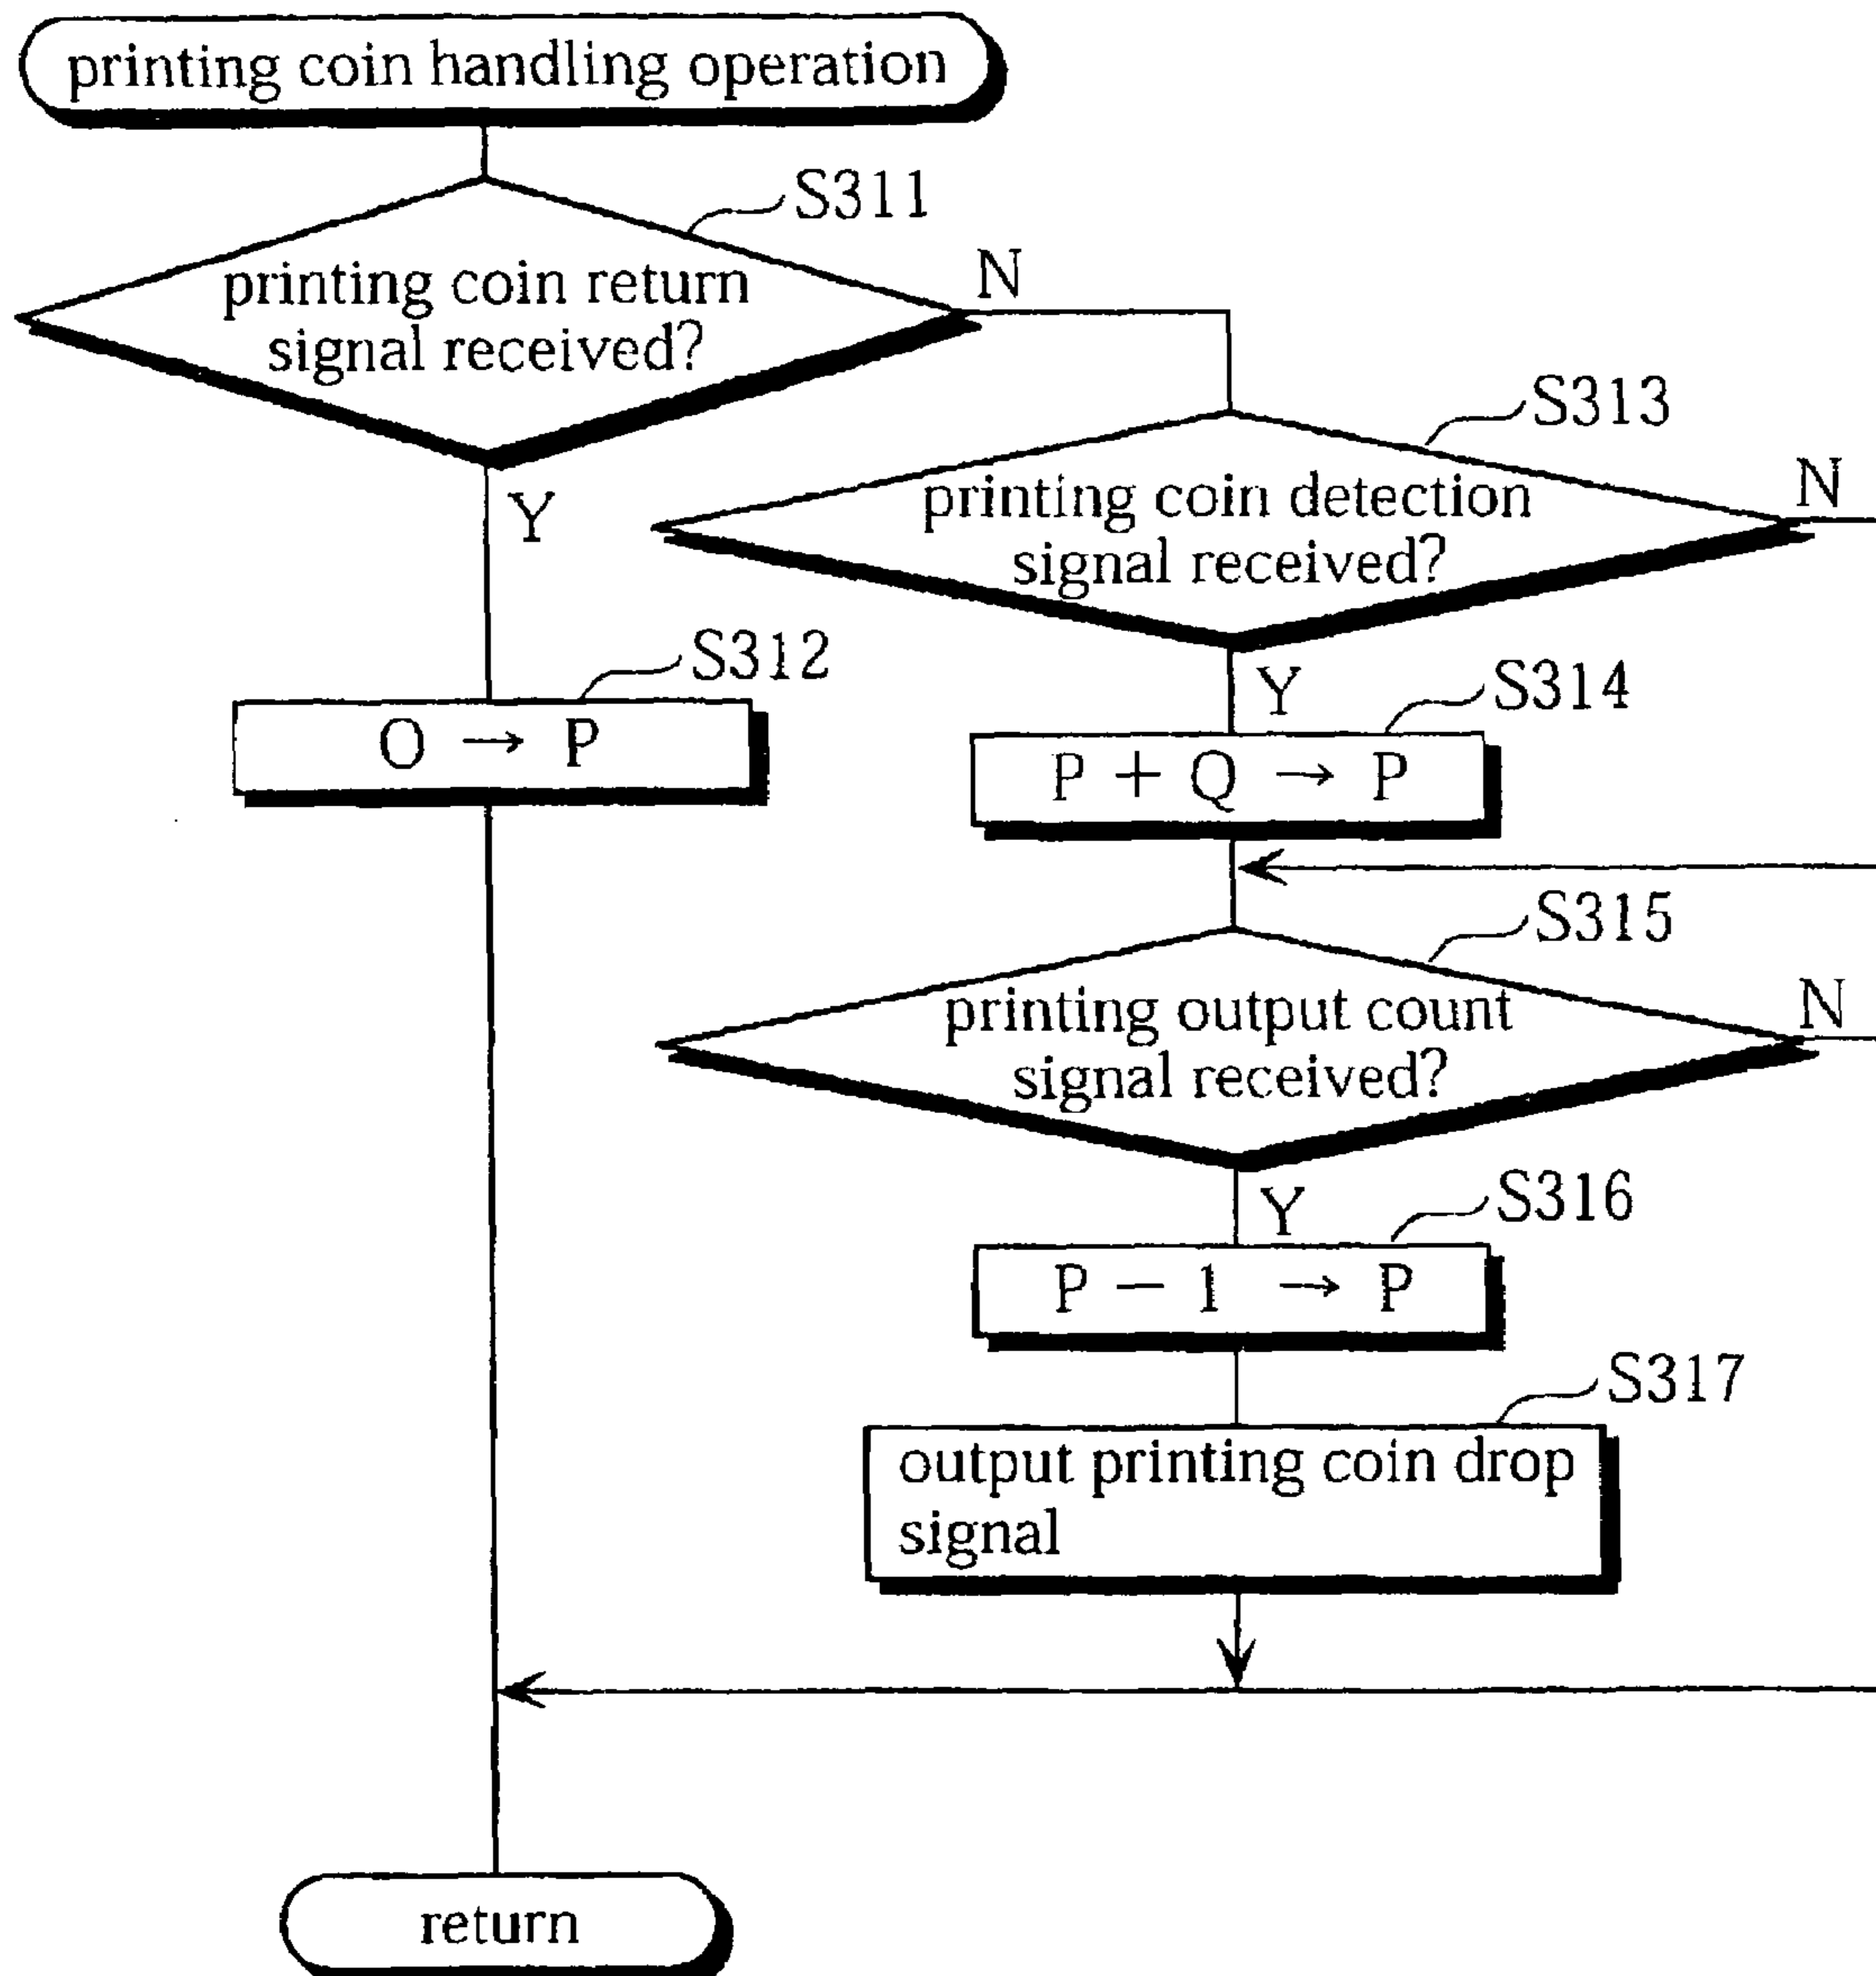 printing coin handling operation
S311
printing coin return
signal received?
N
Y
S312
O → P
S313
printing coin detection
signal received?
N
Y
S314
P + Q → P
S315
printing output count
signal received?
N
Y
S316
P − 1 → P
S317
output printing coin drop
signal
return